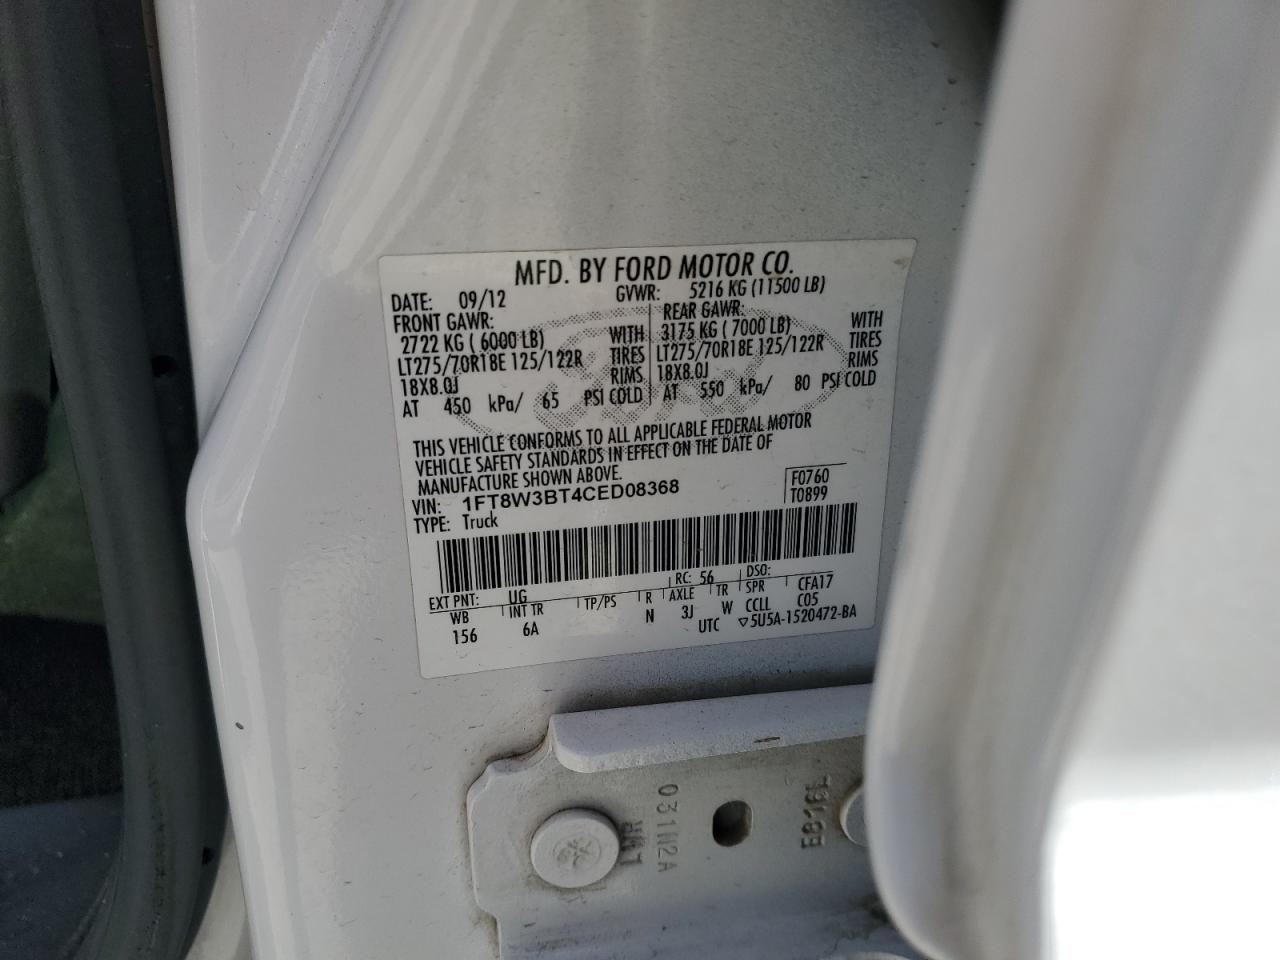 MFD. BY FORD MOTOR CO.
DATE: 09/12 GVWR: 5216 KG (11500 LB)
FRONT GAWR: REAR GAWR:
2722 KG ( 6000 LB) WITH 3175 KG ( 7000 LB) WITH
LT275/70R18E 125/122R TIRES LT275/70R18E 125/122R TIRES
18X8.0J RIMS 18X8.0J RIMS
AT 450 kPa/ 65 PSI COLD AT 550 kPa/ 80 PSI COLD
THIS VEHICLE CONFORMS TO ALL APPLICABLE FEDERAL MOTOR
VEHICLE SAFETY STANDARDS IN EFFECT ON THE DATE OF
MANUFACTURE SHOWN ABOVE.
VIN: 1FT8W3BT4CED08368 F0760
TYPE: Truck T0899
EXT PNT: UG RC: 56 DSO:
WB INT TR TP/PS R AXLE TR SPR CFA17
156 6A N 3J W CCLL C05
UTC ▽5U5A-1520472-BA
031N2A